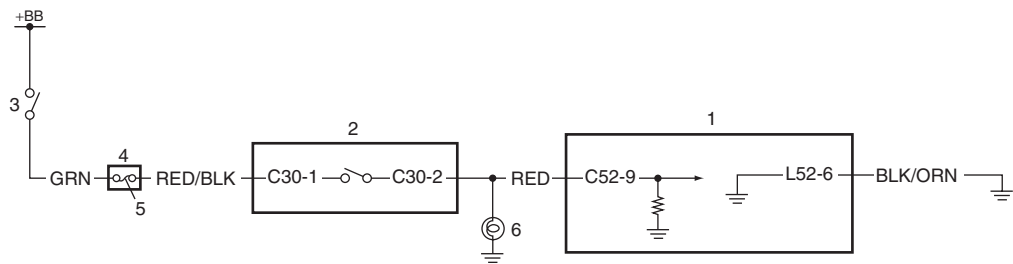 +BB
3
GRN
4
5
RED/BLK
2
C30-1
C30-2
6
RED
1
C52-9
L52-6
BLK/ORN